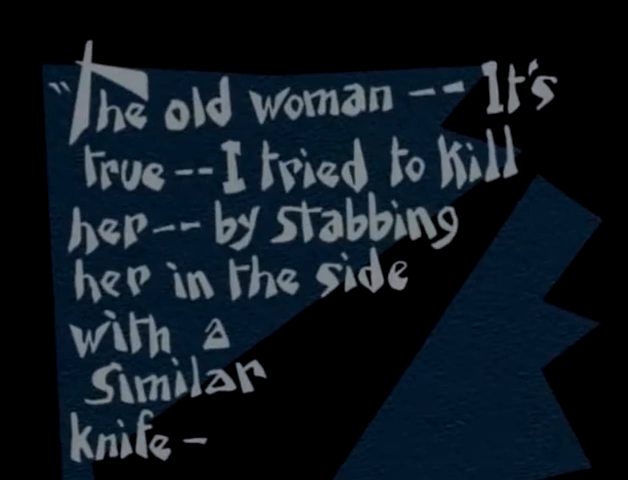 “The old woman -- It's
true -- I tried to kill
her -- by stabbing
her in the side
with a
similar
knife -